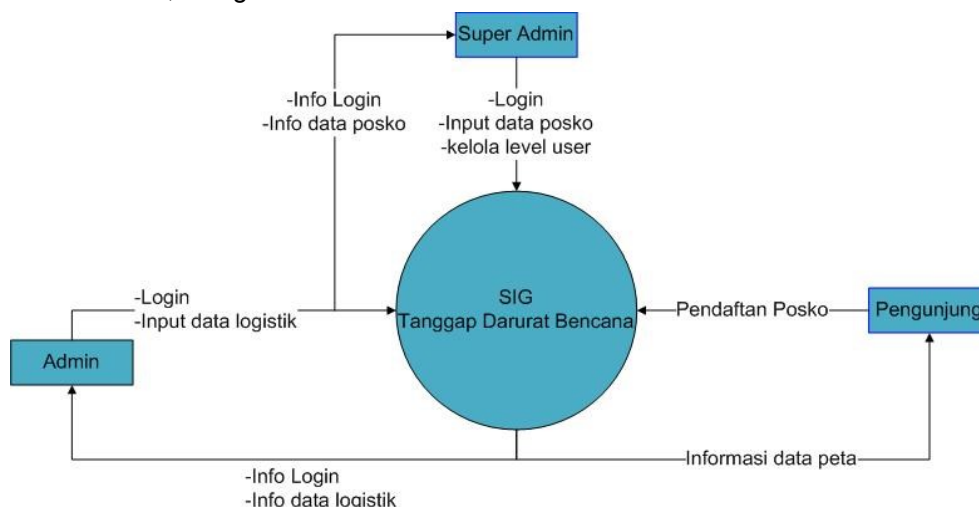 Super Admin
-Info Login
-Info data posko
-Login
-Input data posko
-kelola level user
-Login
-Input data logistik
SIG
Tanggap Darurat Bencana
Pendaftan Posko
Pengunjung
Admin
Informasi data peta
-Info Login
-Info data logistik